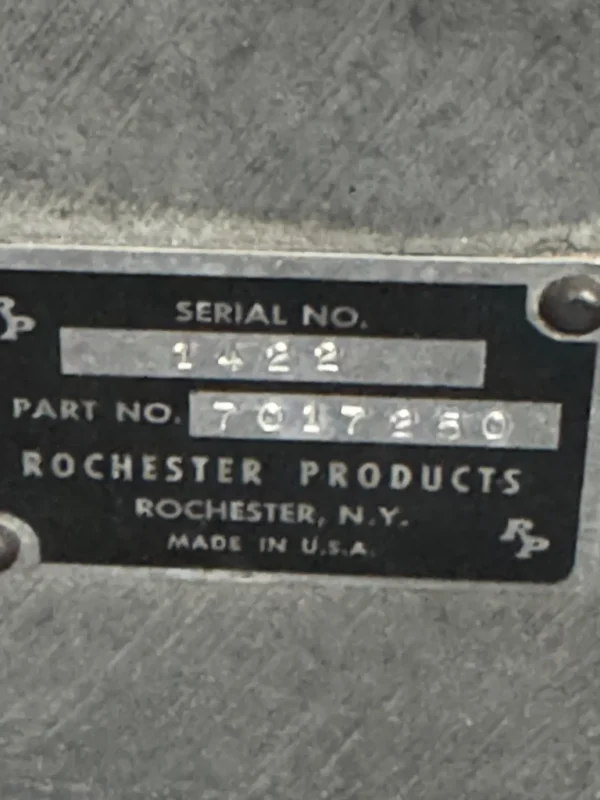 RP
SERIAL NO.
1422
PART NO. 7017250
ROCHESTER PRODUCTS
ROCHESTER, N.Y.
MADE IN U.S.A.
RP